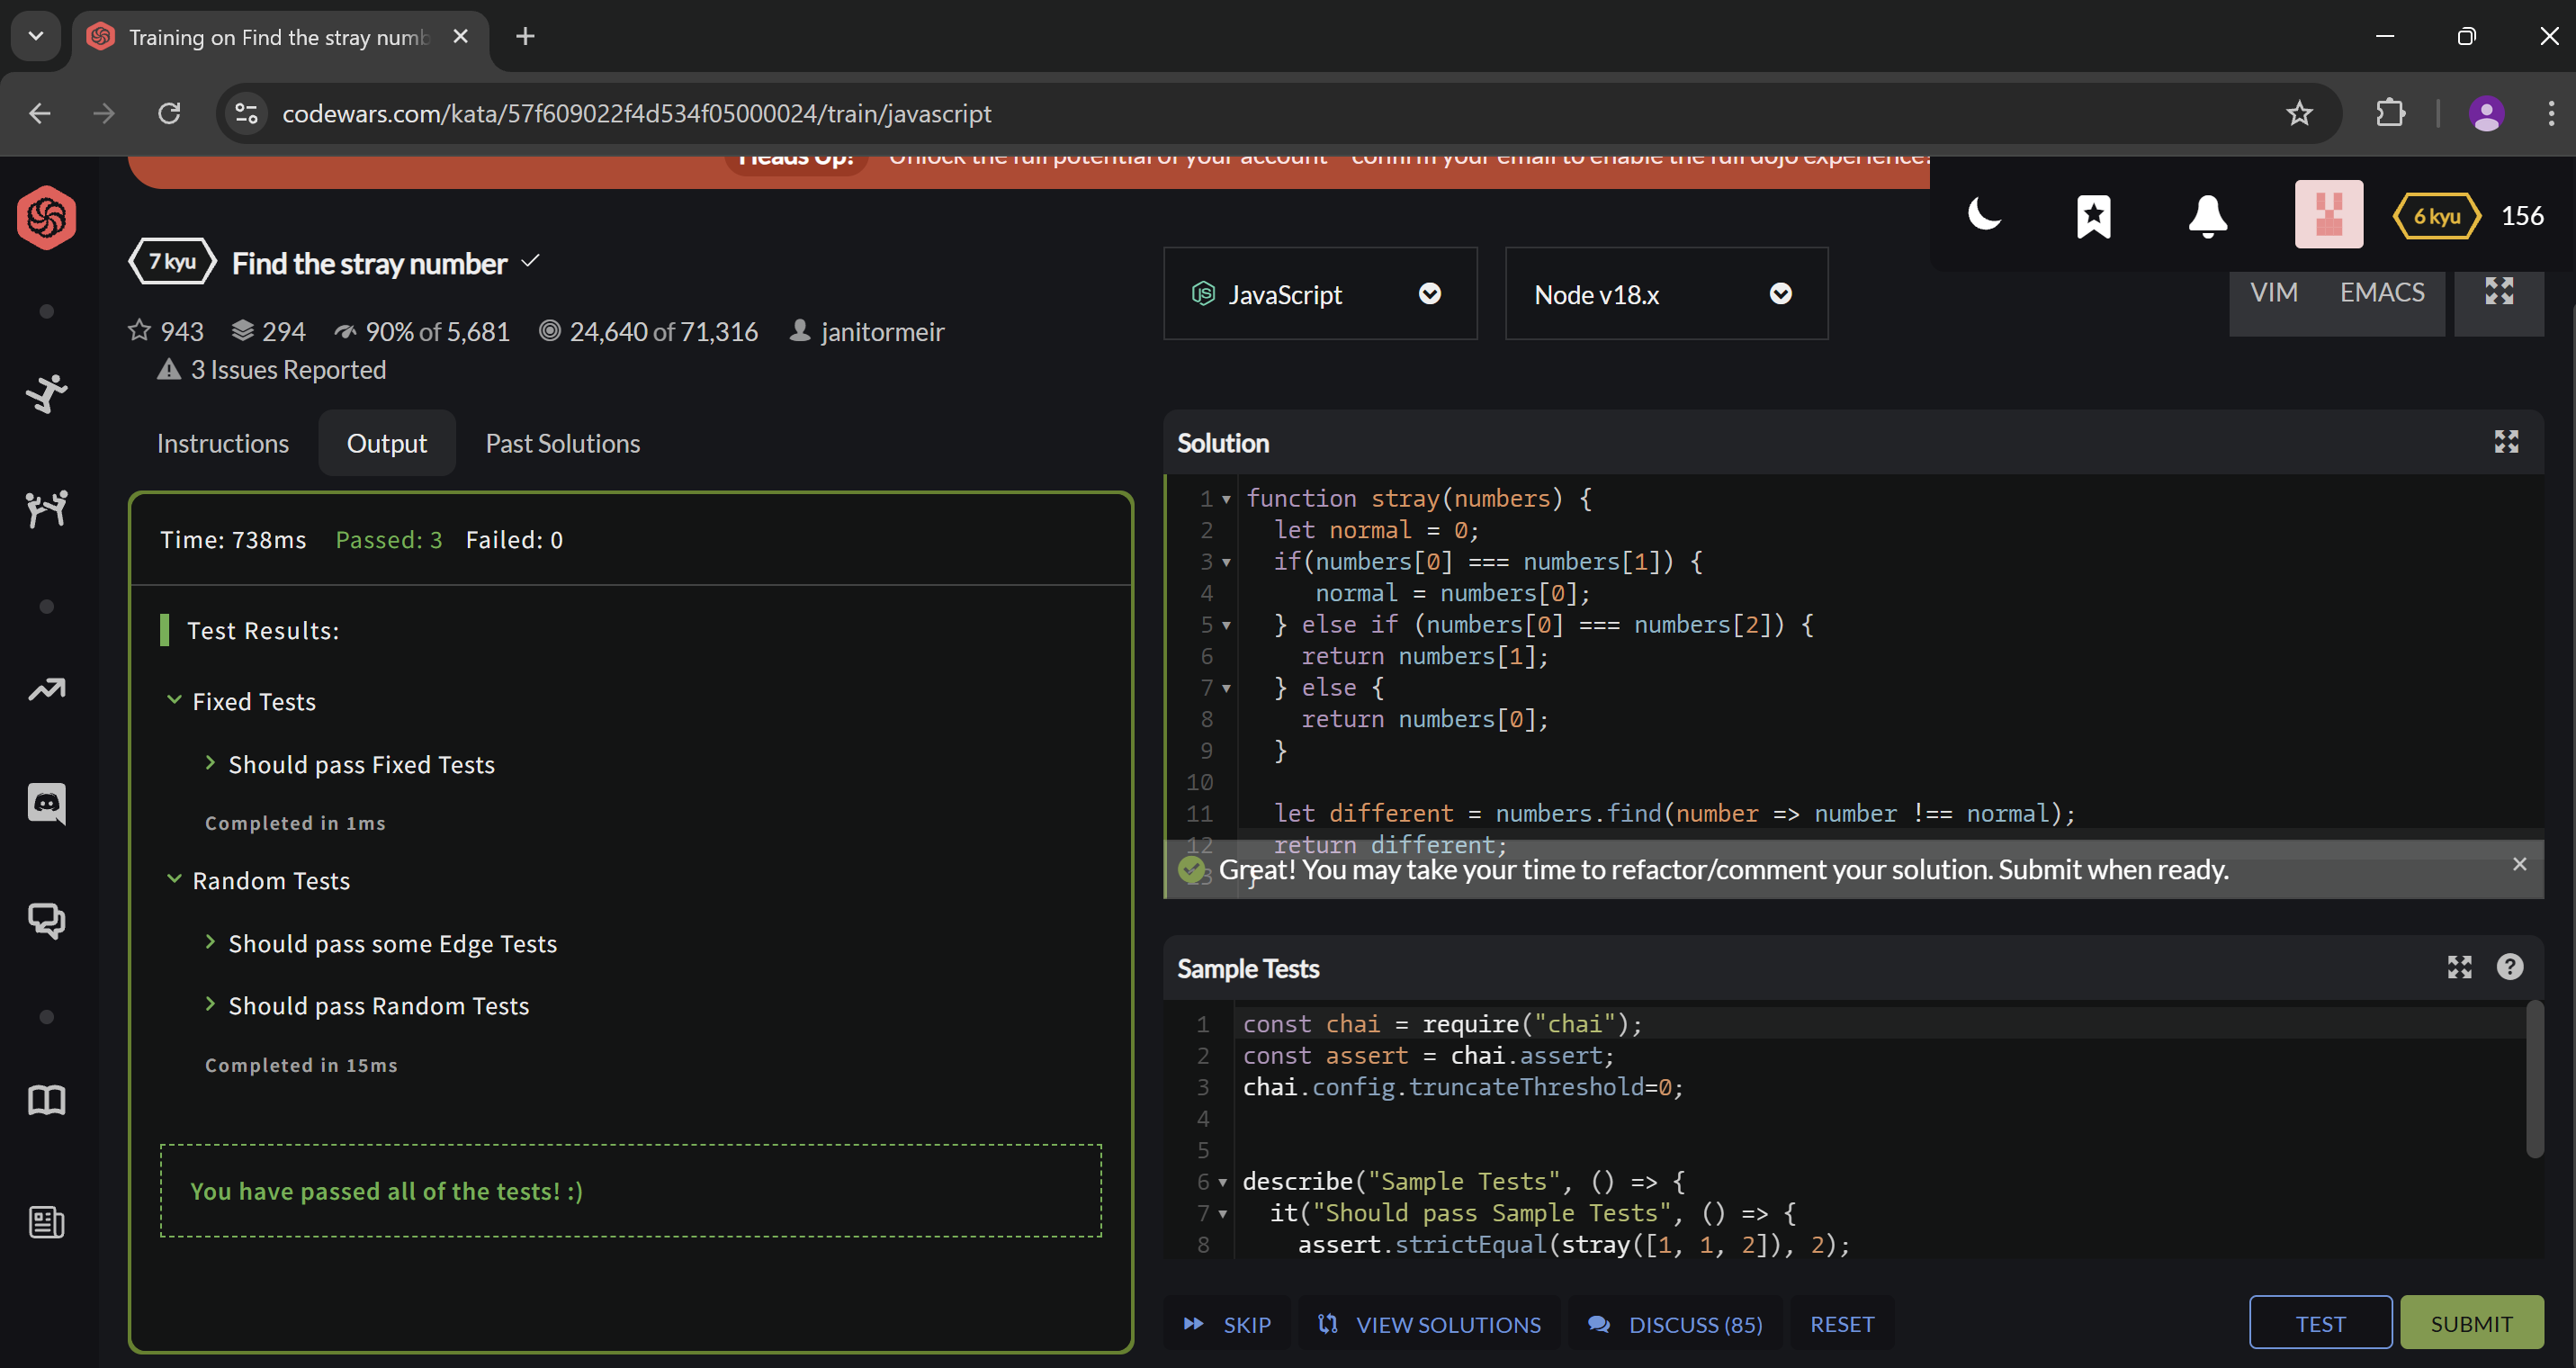 Training on Find the stray numb
codewars.com/kata/57f609022f4d534f05000024/train/javascript
Heads Up! Unlock the full potential of your account - confirm your email to enable the full dojo experience.
6 kyu 156
7 kyu Find the stray number
943 294 90% of 5,681 24,640 of 71,316 janitormeir
3 Issues Reported
JavaScript
Node v18.x
VIM EMACS
Instructions Output Past Solutions
Time: 738ms Passed: 3 Failed: 0
Test Results:
Fixed Tests
Should pass Fixed Tests
Completed in 1ms
Random Tests
Should pass some Edge Tests
Should pass Random Tests
Completed in 15ms
You have passed all of the tests! :)
Solution
1 function stray(numbers) {
2 let normal = 0;
3 if(numbers[0] === numbers[1]) {
4 normal = numbers[0];
5 } else if (numbers[0] === numbers[2]) {
6 return numbers[1];
7 } else {
8 return numbers[0];
9 }
10
11 let different = numbers.find(number => number !== normal);
12 return different;
13 }
Great! You may take your time to refactor/comment your solution. Submit when ready.
Sample Tests
1 const chai = require("chai");
2 const assert = chai.assert;
3 chai.config.truncateThreshold=0;
4
5
6 describe("Sample Tests", () => {
7 it("Should pass Sample Tests", () => {
8 assert.strictEqual(stray([1, 1, 2]), 2);
SKIP VIEW SOLUTIONS DISCUSS (85) RESET TEST SUBMIT